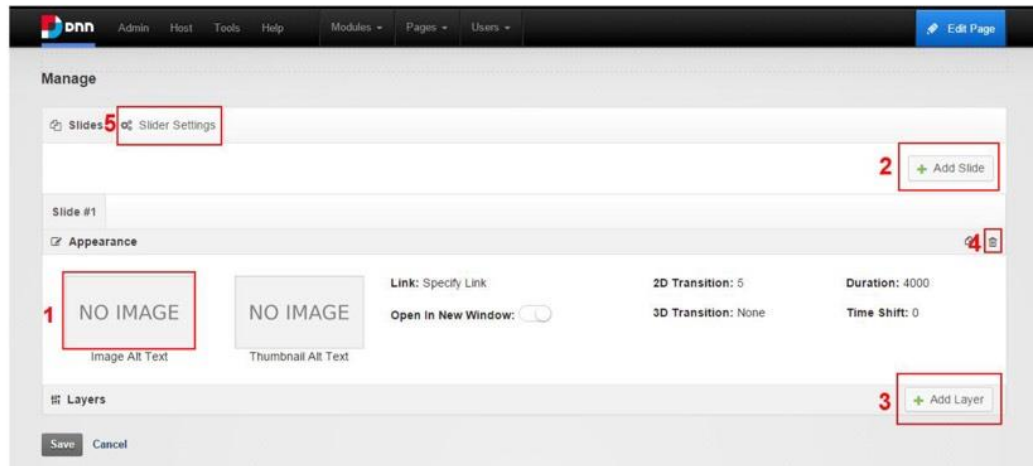 DNN Admin Host Tools Help Modules Pages Users Edit Page
Manage
Slides 5 Slider Settings
2 Add Slide
Slide #1
Appearance 4
1 NO IMAGE NO IMAGE Link: Specify Link 2D Transition: 5 Duration: 4000
Open In New Window: 3D Transition: None Time Shift: 0
Image Alt Text Thumbnail Alt Text
Layers 3 Add Layer
Save Cancel